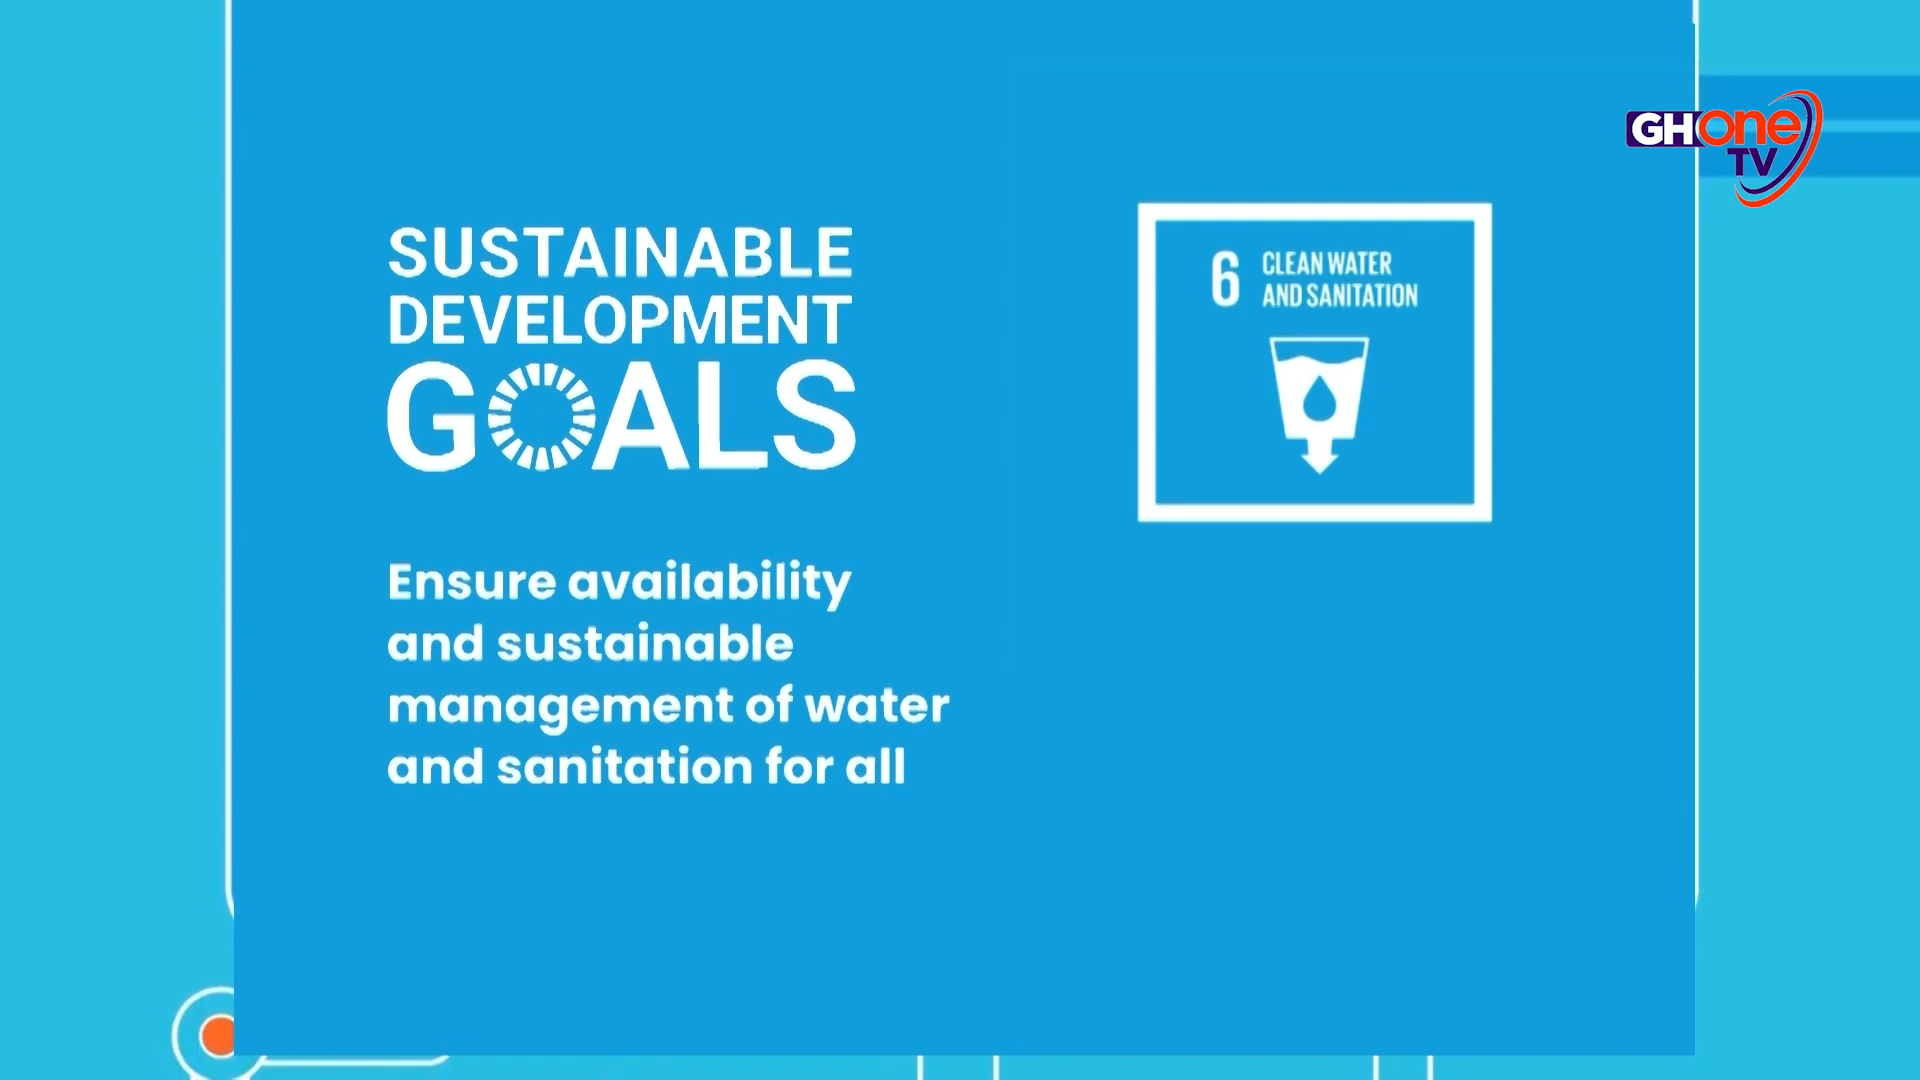 SUSTAINABLE
DEVELOPMENT
GOALS
Ensure availability
and sustainable
management of water
and sanitation for all
6 CLEAN WATER
AND SANITATION
GHOne
TV